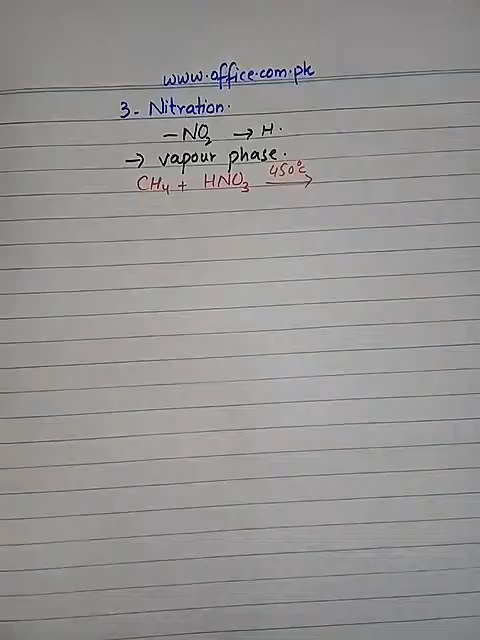 www.office.com.pk
3- Nitration.
-NO₂ → H.
→ vapour phase.
CH₄ + HNO₃ 450°C →